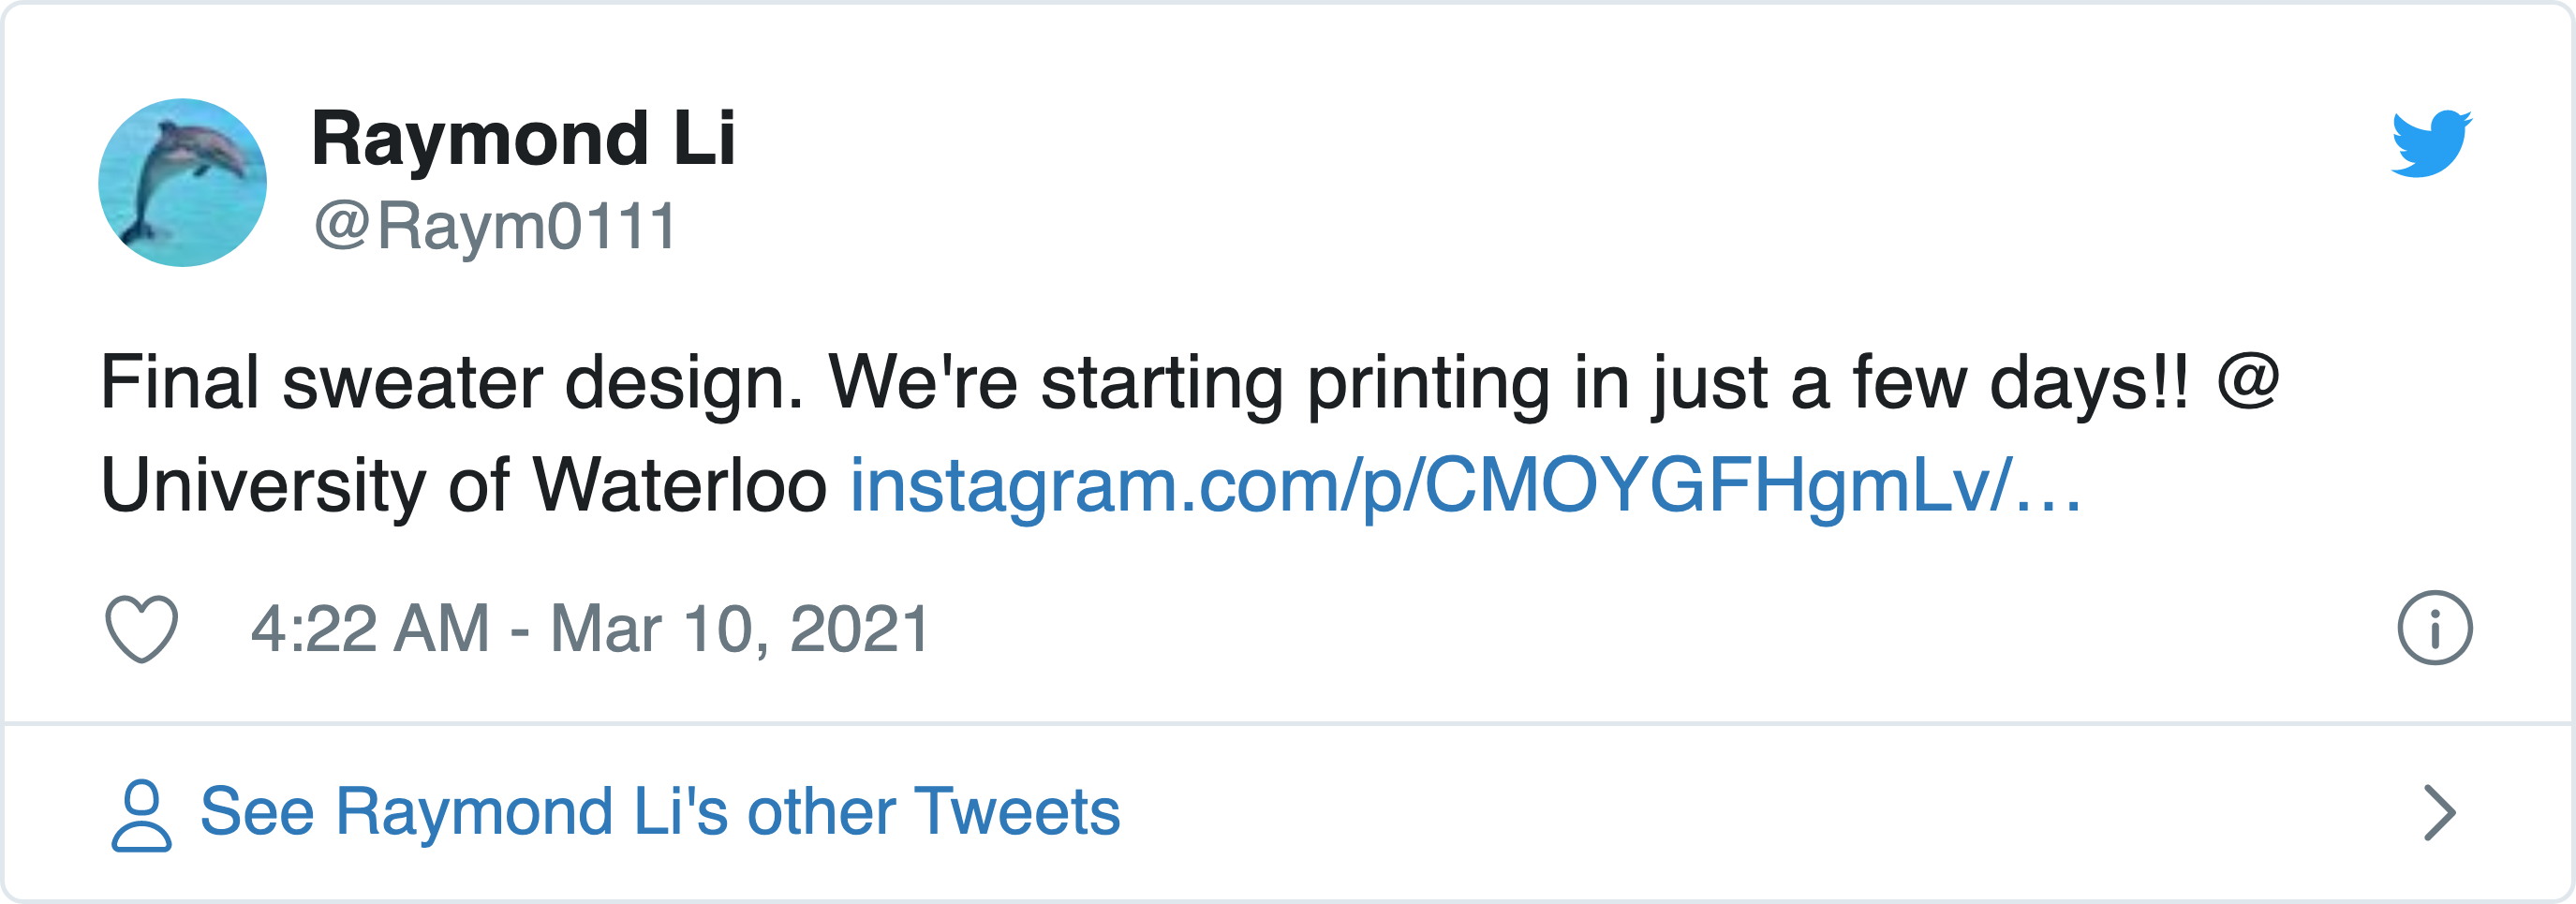 Raymond Li
@Raym0111
Final sweater design. We're starting printing in just a few days!! @
University of Waterloo instagram.com/p/CMOYGFHgmLv/…
4:22 AM - Mar 10, 2021
See Raymond Li's other Tweets